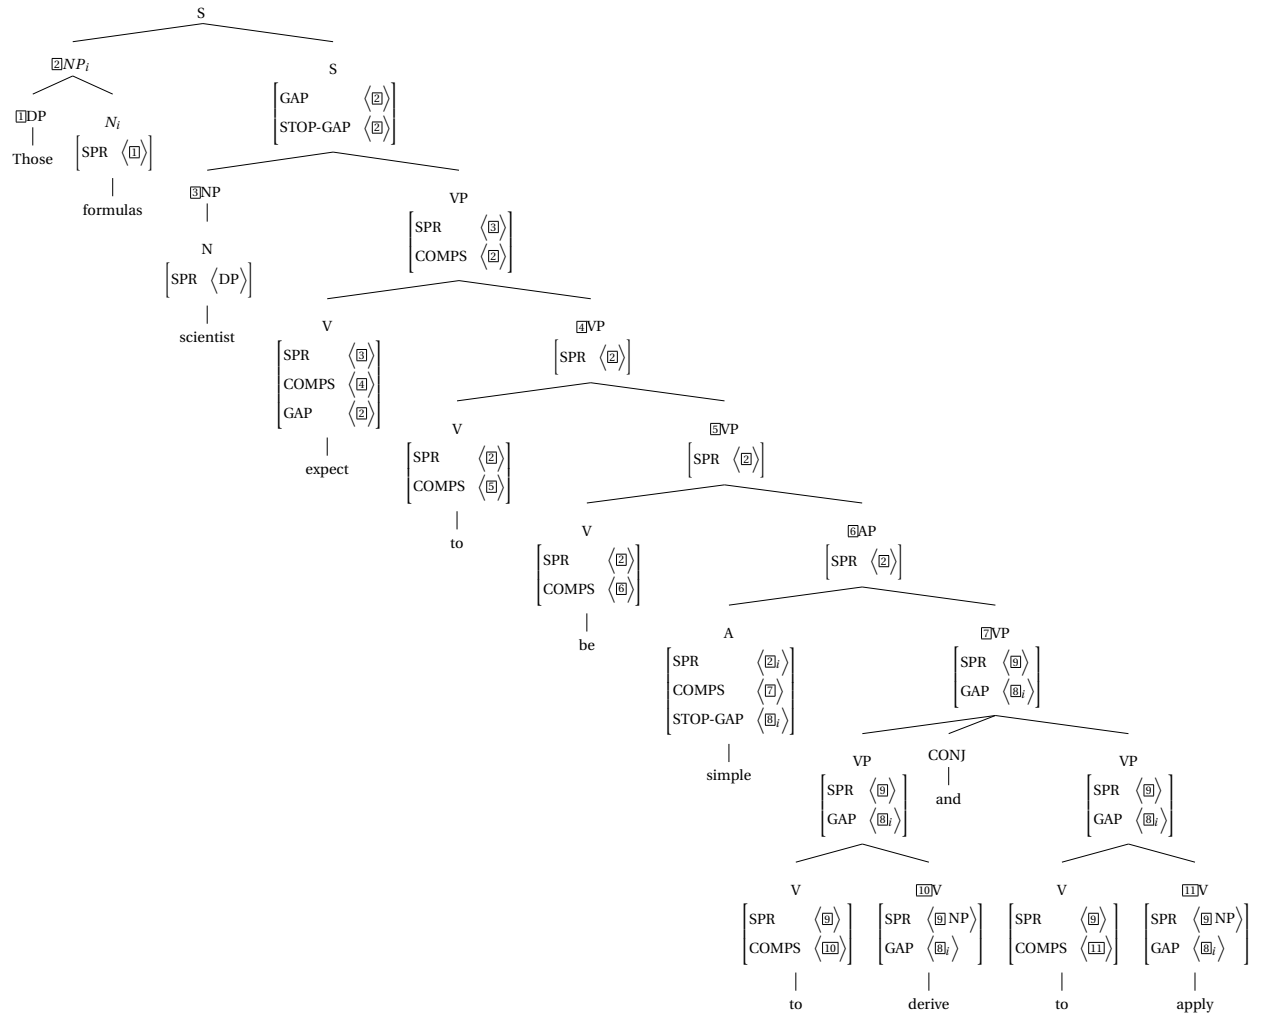 S
2NPi
S
[GAP ⟨2⟩]
[STOP-GAP ⟨2⟩]
1DP
Those
Ni
[SPR ⟨1⟩]
formulas
3NP
N
[SPR ⟨DP⟩]
scientist
VP
[SPR ⟨3⟩]
[COMPS ⟨2⟩]
V
[SPR ⟨3⟩]
[COMPS ⟨4⟩]
[GAP ⟨2⟩]
expect
4VP
[SPR ⟨2⟩]
V
[SPR ⟨2⟩]
[COMPS ⟨5⟩]
to
5VP
[SPR ⟨2⟩]
V
[SPR ⟨2⟩]
[COMPS ⟨6⟩]
be
6AP
[SPR ⟨2⟩]
A
[SPR ⟨2i⟩]
[COMPS ⟨7⟩]
[STOP-GAP ⟨8i⟩]
simple
7VP
[SPR ⟨9⟩]
[GAP ⟨8i⟩]
VP
[SPR ⟨9⟩]
[GAP ⟨8i⟩]
CONJ
and
VP
[SPR ⟨9⟩]
[GAP ⟨8i⟩]
V
[SPR ⟨9⟩]
[COMPS ⟨10⟩]
to
10V
[SPR ⟨9 NP⟩]
[GAP ⟨8i⟩]
derive
V
[SPR ⟨9⟩]
[COMPS ⟨11⟩]
to
11V
[SPR ⟨9 NP⟩]
[GAP ⟨8i⟩]
apply